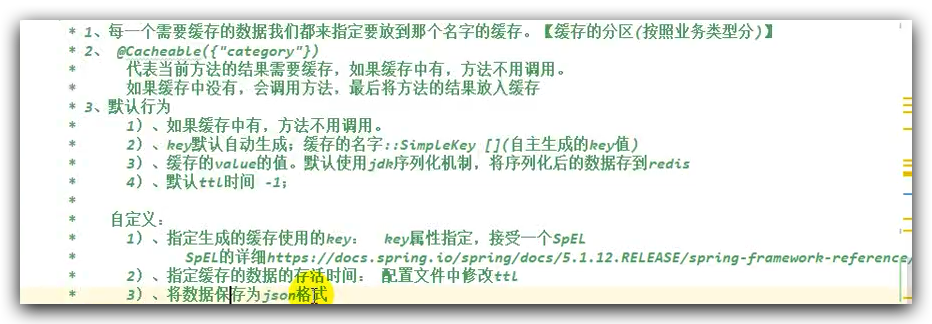 * 1、每一个需要缓存的数据我们都来指定要放到那个名字的缓存。【缓存的分区(按照业务类型分)】
* 2、 @Cacheable({"category"})
* 代表当前方法的结果需要缓存，如果缓存中有，方法不用调用。
* 如果缓存中没有，会调用方法，最后将方法的结果放入缓存
* 3、默认行为
* 1）、如果缓存中有，方法不用调用。
* 2）、key默认自动生成；缓存的名字::SimpleKey [](自主生成的key值)
* 3）、缓存的value的值。默认使用jdk序列化机制，将序列化后的数据存到redis
* 4）、默认ttl时间 -1；
*
* 自定义：
* 1）、指定生成的缓存使用的key： key属性指定，接受一个SpEL
* SpEL的详细https://docs.spring.io/spring/docs/5.1.12.RELEASE/spring-framework-reference/
* 2）、指定缓存的数据的存活时间： 配置文件中修改ttl
* 3）、将数据保存为json格式